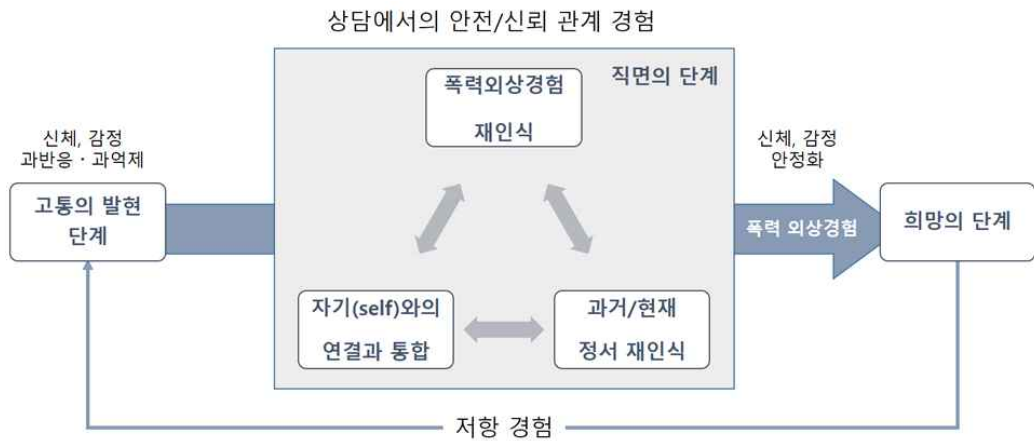 상담에서의 안전/신뢰 관계 경험
직면의 단계
폭력외상경험
재인식
신체, 감정
과반응 · 과억제
고통의 발현
단계
신체, 감정
안정화
폭력 외상경험
희망의 단계
자기(self)와의
연결과 통합
과거/현재
정서 재인식
저항 경험